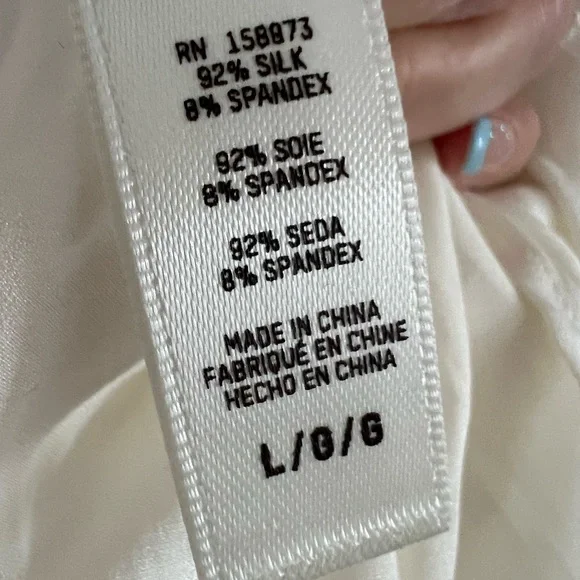 RN 158873
92% SILK
8% SPANDEX
92% SOIE
8% SPANDEX
92% SEDA
8% SPANDEX
MADE IN CHINA
FABRIQUÉ EN CHINE
HECHO EN CHINA
L/G/G